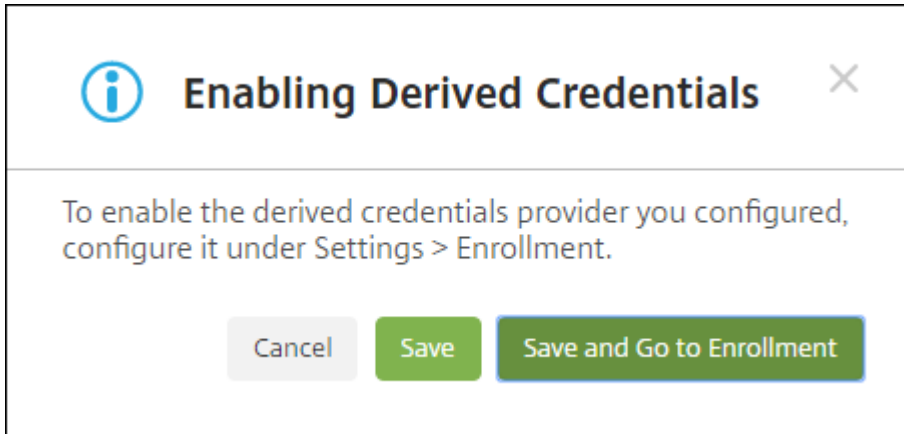 Enabling Derived Credentials
To enable the derived credentials provider you configured,
configure it under Settings > Enrollment.
Cancel
Save
Save and Go to Enrollment